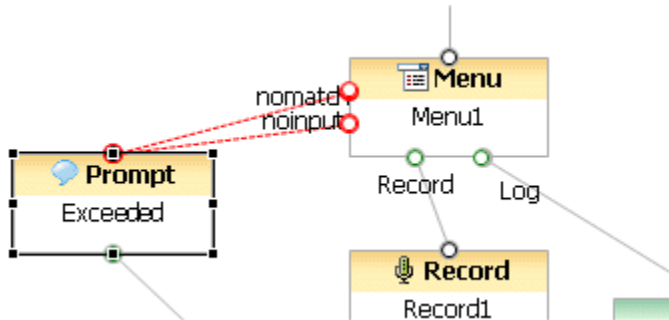 Menu
Menu1
nomatch
noinput
Prompt
Exceeded
Record
Log
Record
Record1